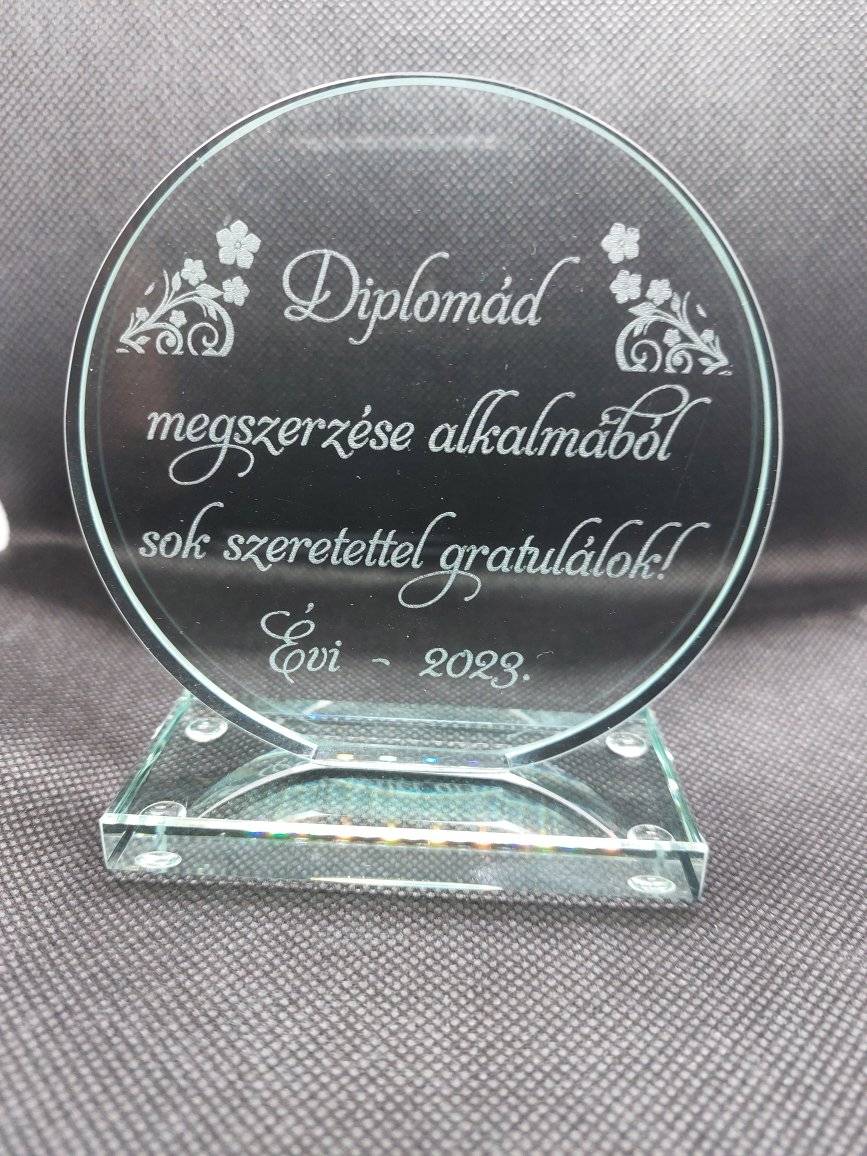 Diplomád
megszerzése alkalmából
sok szeretettel gratulálok!
Évi - 2023.